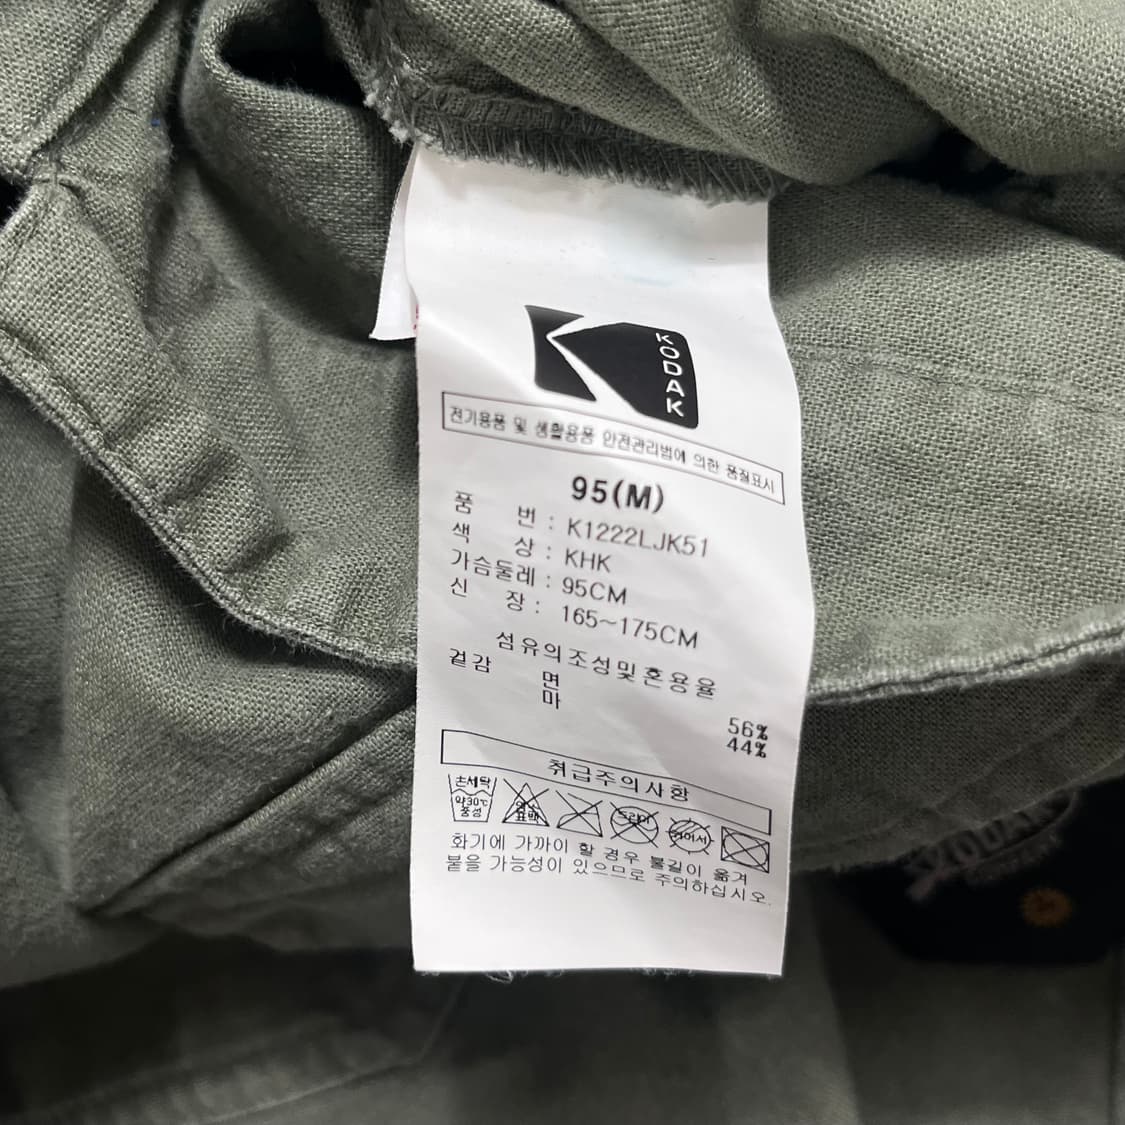 KODAK
전기용품 및 생활용품 안전관리법에 의한 품질표시
95(M)
품 번 : K1222LJK51
색 상 : KHK
가슴둘레 : 95CM
신 장 : 165~175CM
섬유의조성및혼용율
겉감 면 56%
마 44%
취급주의사항
손세탁 약30℃ 중성
염소 표백
드라이
화기에 가까이 할 경우 불길이 옮겨
붙을 가능성이 있으므로 주의하십시오.
KODAK